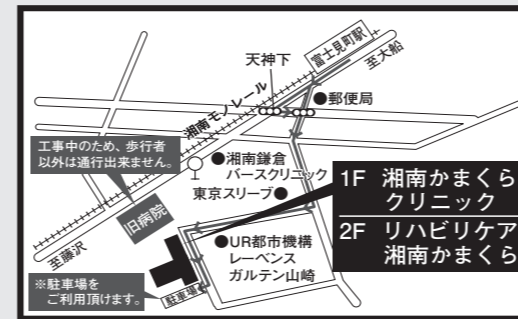 富士見町駅
至大船
天神下
湘南モノレール
●郵便局
工事中のため、歩行者
以外は通行出来ません。
●湘南鎌倉
バースクリニック
東京スリーブ●
1F 湘南かまくら
クリニック
2F リハビリケア
湘南かまくら
旧病院
至藤沢
●UR都市機構
レーベンス
ガルテン山崎
※駐車場を
ご利用頂けます。
駐車場